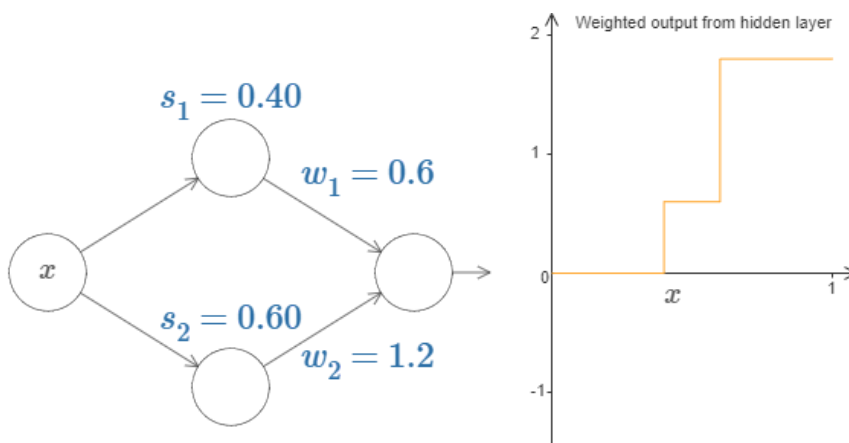 s₁ = 0.40
w₁ = 0.6
x
s₂ = 0.60
w₂ = 1.2
Weighted output from hidden layer
2
1
0
x
1
-1